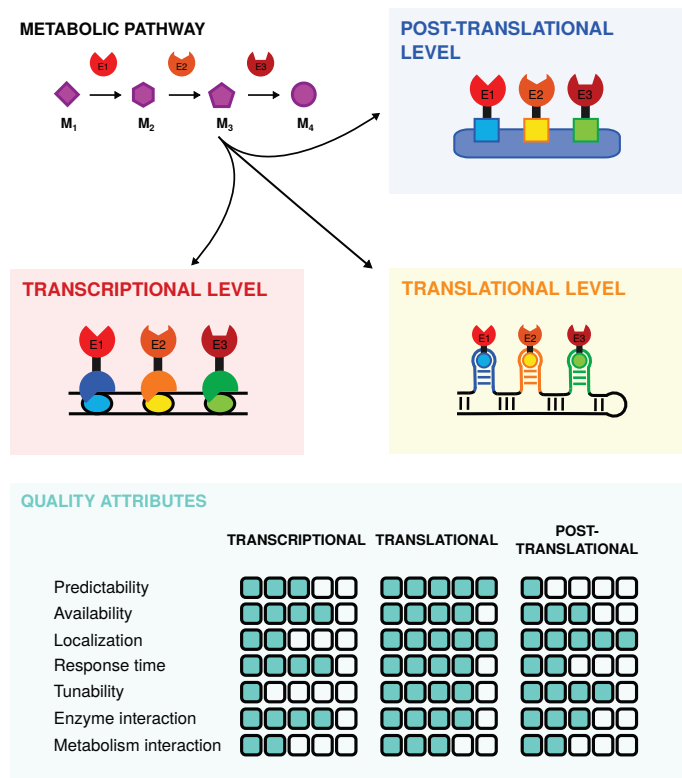 METABOLIC PATHWAY
E1 E2 E3
M1 M2 M3 M4
POST-TRANSLATIONAL
LEVEL
E1 E2 E3
TRANSCRIPTIONAL LEVEL
E1 E2 E3
TRANSLATIONAL LEVEL
E1 E2 E3
QUALITY ATTRIBUTES
TRANSCRIPTIONAL TRANSLATIONAL POST-
TRANSLATIONAL
Predictability
Availability
Localization
Response time
Tunability
Enzyme interaction
Metabolism interaction